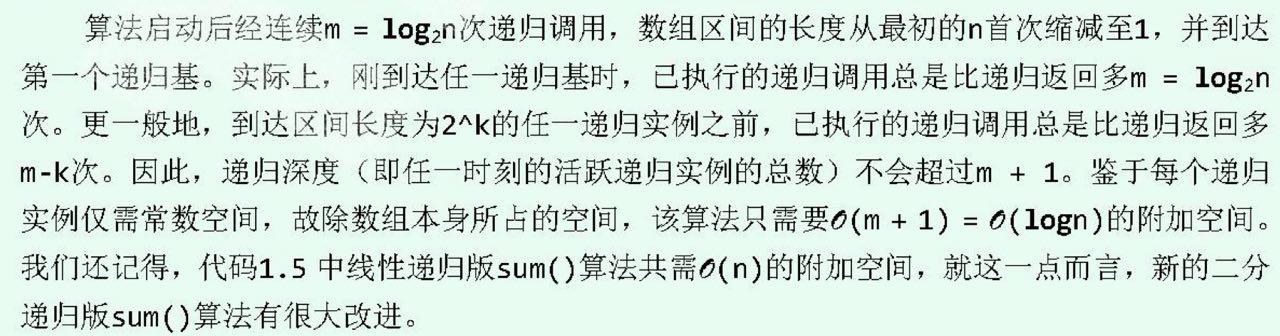 算法启动后经连续m = log₂n次递归调用，数组区间的长度从最初的n首次缩减至1，并到达
第一个递归基。实际上，刚到达任一递归基时，已执行的递归调用总是比递归返回多m = log₂n
次。更一般地，到达区间长度为2^k的任一递归实例之前，已执行的递归调用总是比递归返回多
m-k次。因此，递归深度（即任一时刻的活跃递归实例的总数）不会超过m + 1。鉴于每个递归
实例仅需常数空间，故除数组本身所占的空间，该算法只需要𝒪(m + 1) = 𝒪(logn)的附加空间。
我们还记得，代码1.5 中线性递归版sum()算法共需𝒪(n)的附加空间，就这一点而言，新的二分
递归版sum()算法有很大改进。